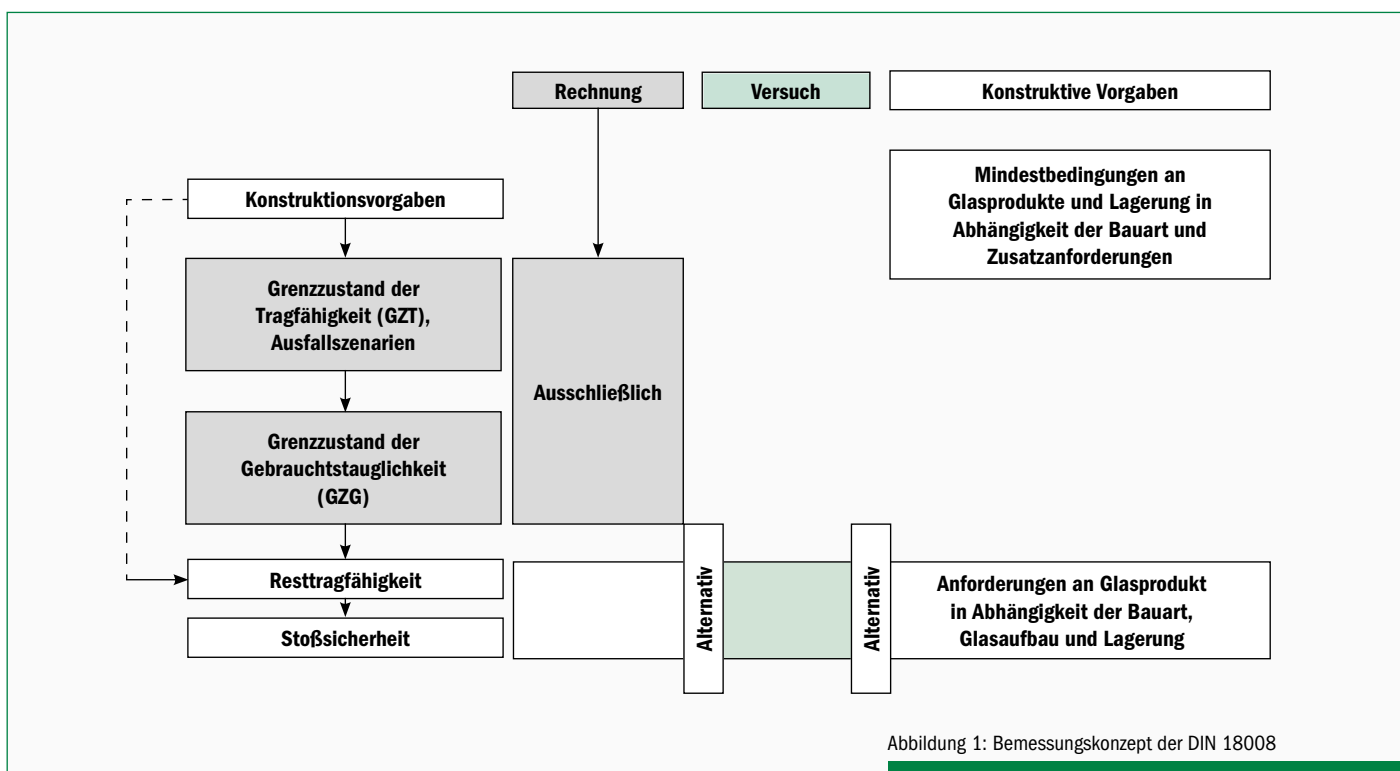 Rechnung
Versuch
Konstruktive Vorgaben
Mindestbedingungen an
Glasprodukte und Lagerung in
Abhängigkeit der Bauart und
Zusatzanforderungen
Konstruktionsvorgaben
Grenzzustand der
Tragfähigkeit (GZT),
Ausfallszenarien
Ausschließlich
Grenzzustand der
Gebrauchstauglichkeit
(GZG)
Resttragfähigkeit
Stoßsicherheit
Alternativ
Alternativ
Anforderungen an Glasprodukt
in Abhängigkeit der Bauart,
Glasaufbau und Lagerung
Abbildung 1: Bemessungskonzept der DIN 18008